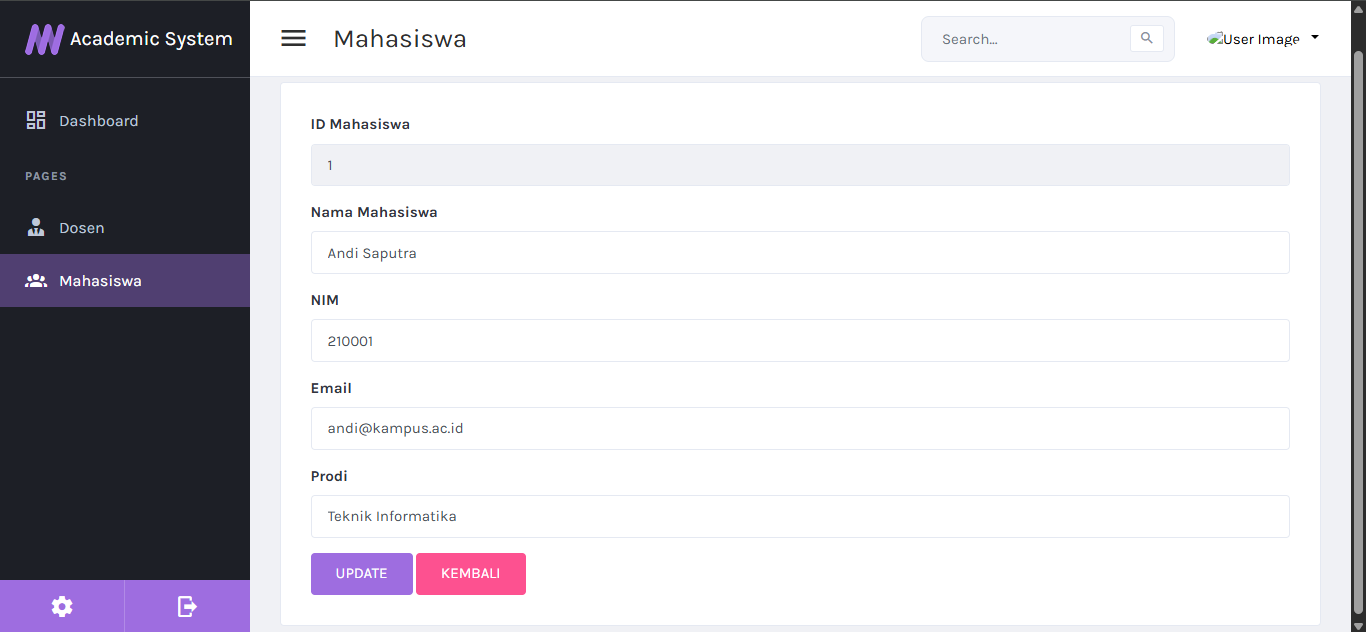 Academic System
Mahasiswa
Search...
User Image
Dashboard
PAGES
Dosen
Mahasiswa
ID Mahasiswa
1
Nama Mahasiswa
Andi Saputra
NIM
210001
Email
andi@kampus.ac.id
Prodi
Teknik Informatika
UPDATE KEMBALI